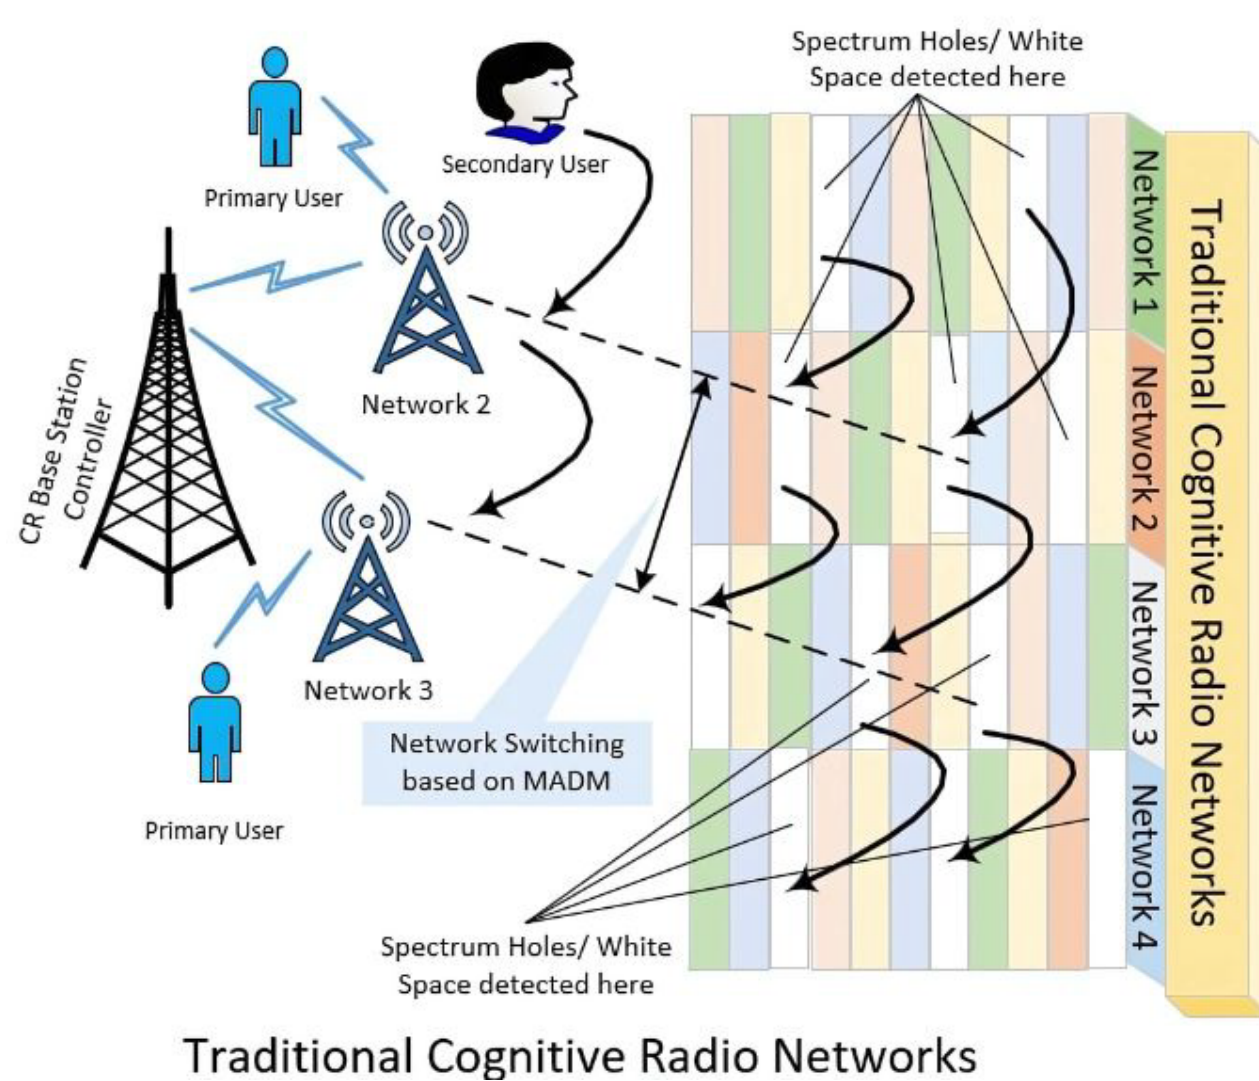 Spectrum Holes/ White
Space detected here
Primary User
Secondary User
Network 2
CR Base Station
Controller
Network 3
Network Switching
based on MADM
Primary User
Spectrum Holes/ White
Space detected here
Network 1
Network 2
Network 3
Network 4
Traditional Cognitive Radio Networks
Traditional Cognitive Radio Networks